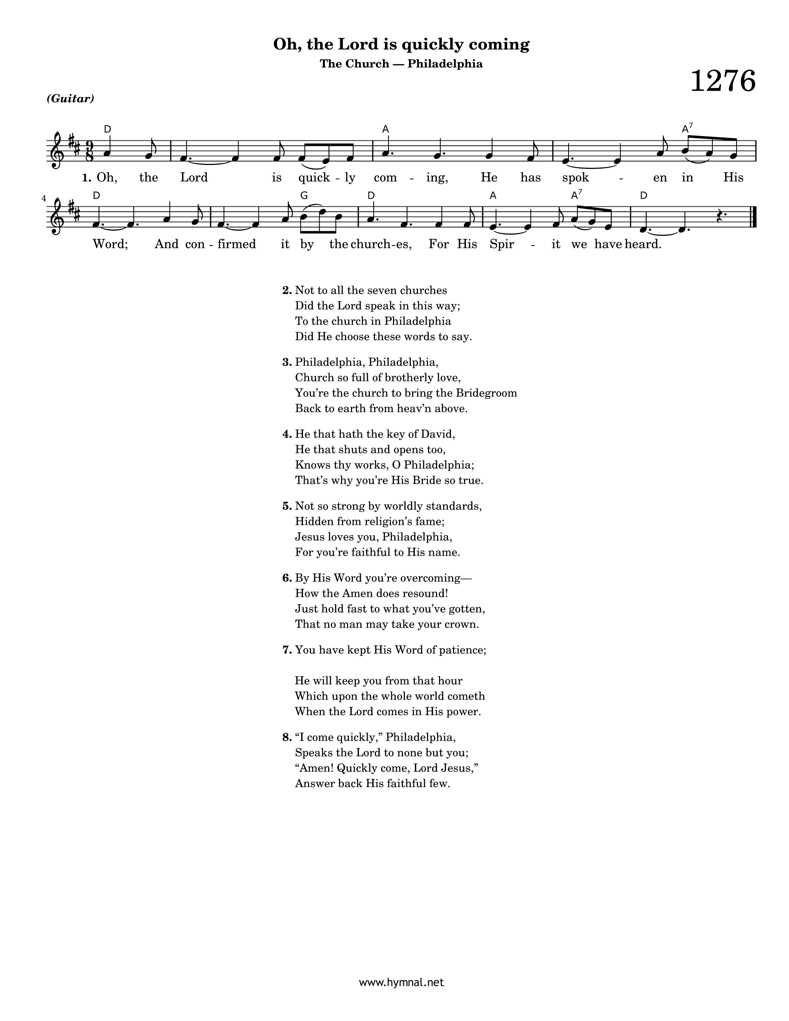 Oh, the Lord is quickly coming
The Church — Philadelphia
1276
(Guitar)
D A A7
1. Oh, the Lord is quick - ly com - ing, He has spok - en in His
4 D G D A A7 D
Word; And con - firmed it by the church-es, For His Spir - it we have heard.
2. Not to all the seven churches
Did the Lord speak in this way;
To the church in Philadelphia
Did He choose these words to say.
3. Philadelphia, Philadelphia,
Church so full of brotherly love,
You’re the church to bring the Bridegroom
Back to earth from heav’n above.
4. He that hath the key of David,
He that shuts and opens too,
Knows thy works, O Philadelphia;
That’s why you’re His Bride so true.
5. Not so strong by worldly standards,
Hidden from religion’s fame;
Jesus loves you, Philadelphia,
For you’re faithful to His name.
6. By His Word you’re overcoming—
How the Amen does resound!
Just hold fast to what you’ve gotten,
That no man may take your crown.
7. You have kept His Word of patience;
He will keep you from that hour
Which upon the whole world cometh
When the Lord comes in His power.
8. “I come quickly,” Philadelphia,
Speaks the Lord to none but you;
“Amen! Quickly come, Lord Jesus,”
Answer back His faithful few.
www.hymnal.net